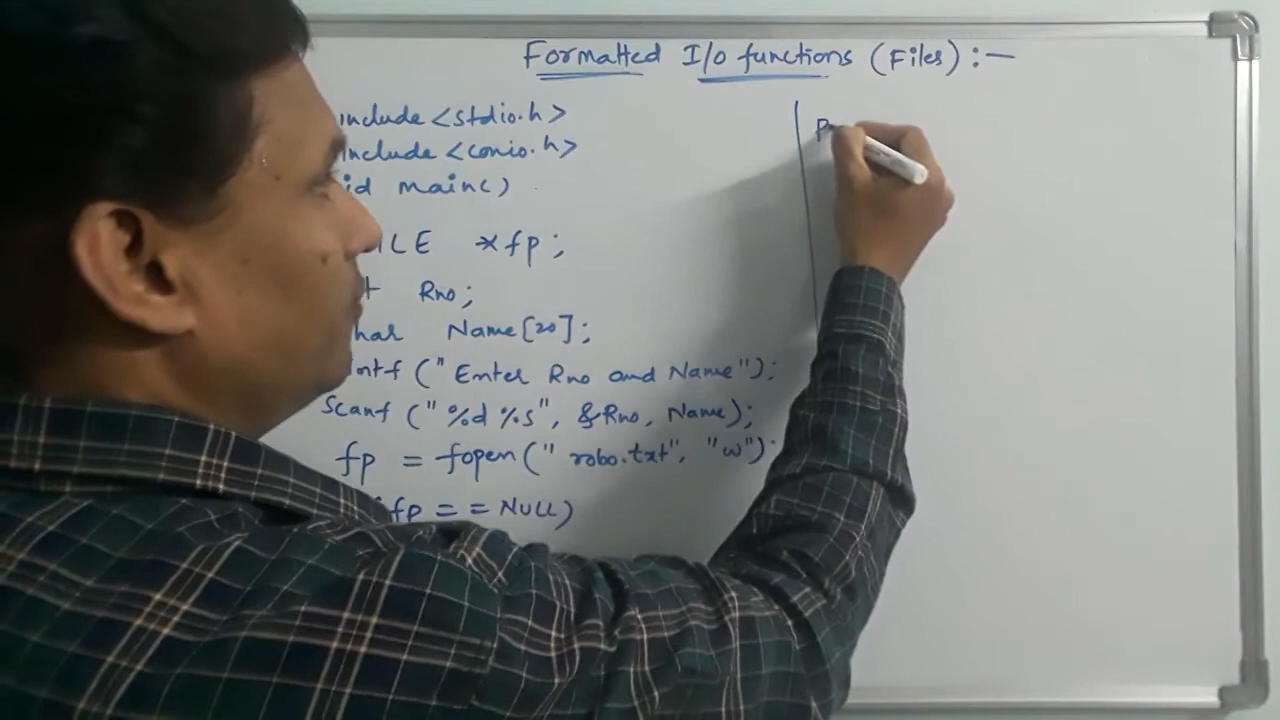 Formatted I/O functions (Files) :-
include <stdio.h>
include <conio.h>
id main()
ILE *fp;
t Rno;
har Name[20];
intf ("Enter Rno and Name");
Scanf ("%d %s", &Rno, Name);
fp = fopen(" robo.txt", "w");
fp == NULL)